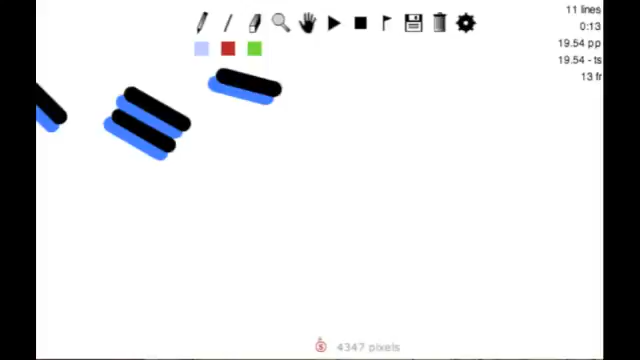 11 lines
0:13
19.54 pp
19.54 - ts
13 fr
4347 pixels